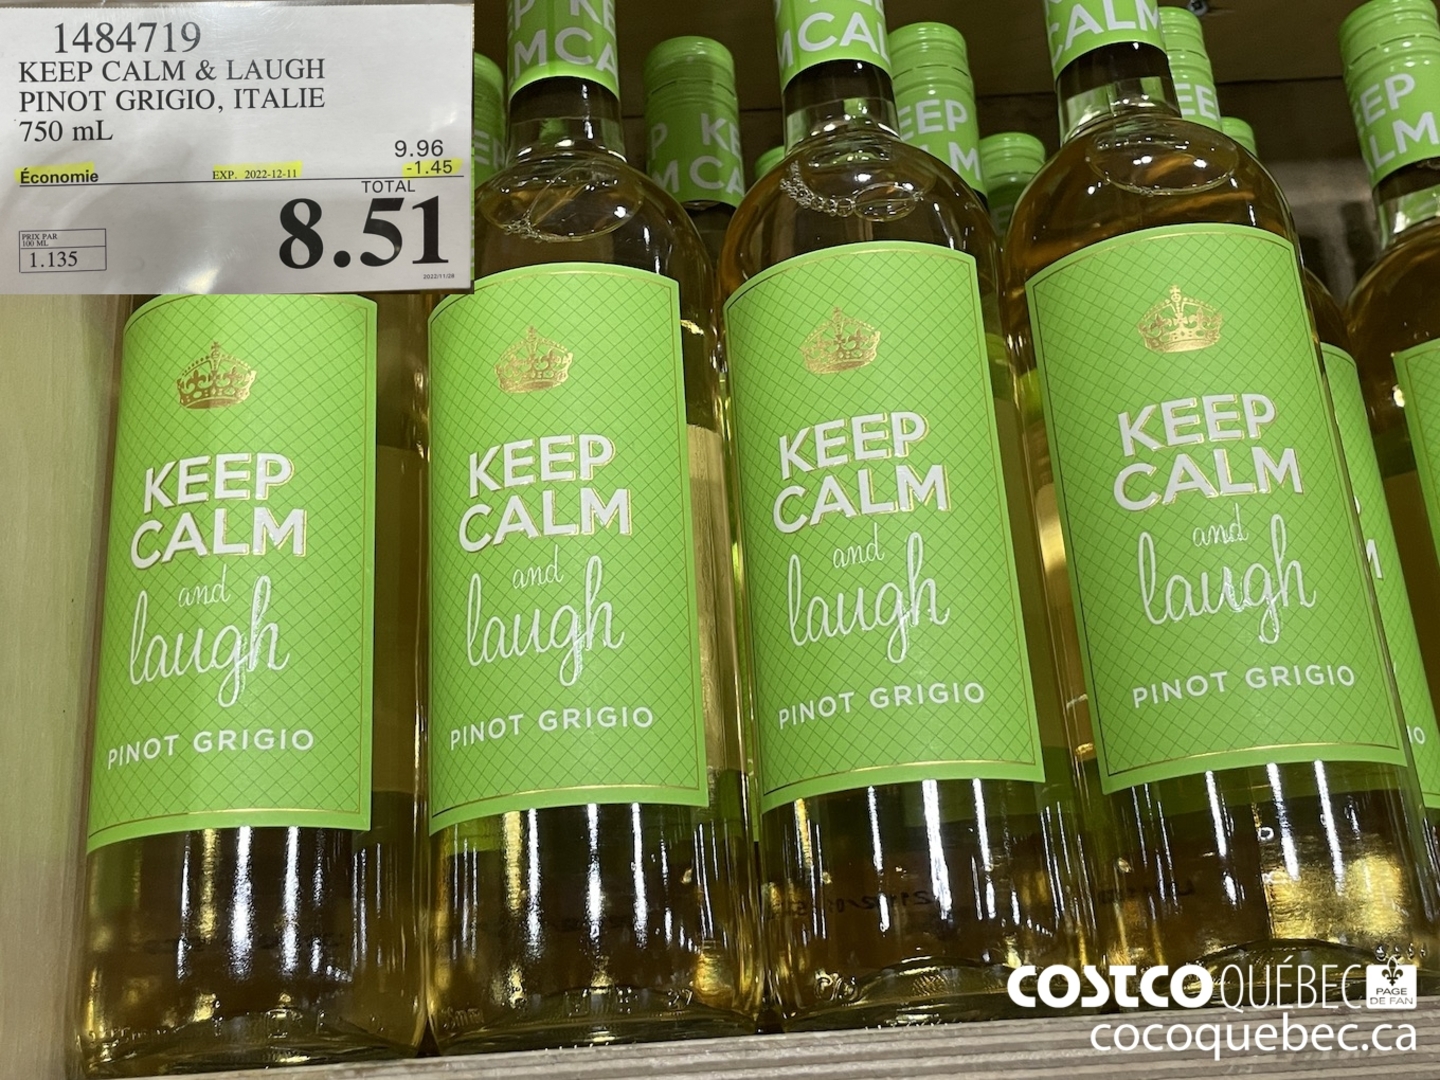 1484719
KEEP CALM & LAUGH
PINOT GRIGIO, ITALIE
750 mL
9.96
Économie EXP. 2022-12-11 -1.45
TOTAL
8.51
PRIX PAR
100 ML
1.135
2022/11/28
KEEP
CALM
and
laugh
PINOT GRIGIO
KEEP
CALM
and
laugh
PINOT GRIGIO
KEEP
CALM
and
laugh
PINOT GRIGIO
KEEP
CALM
and
laugh
PINOT GRIGIO
COSTCO QUÉBEC
PAGE
DE FAN
cocoquebec.ca